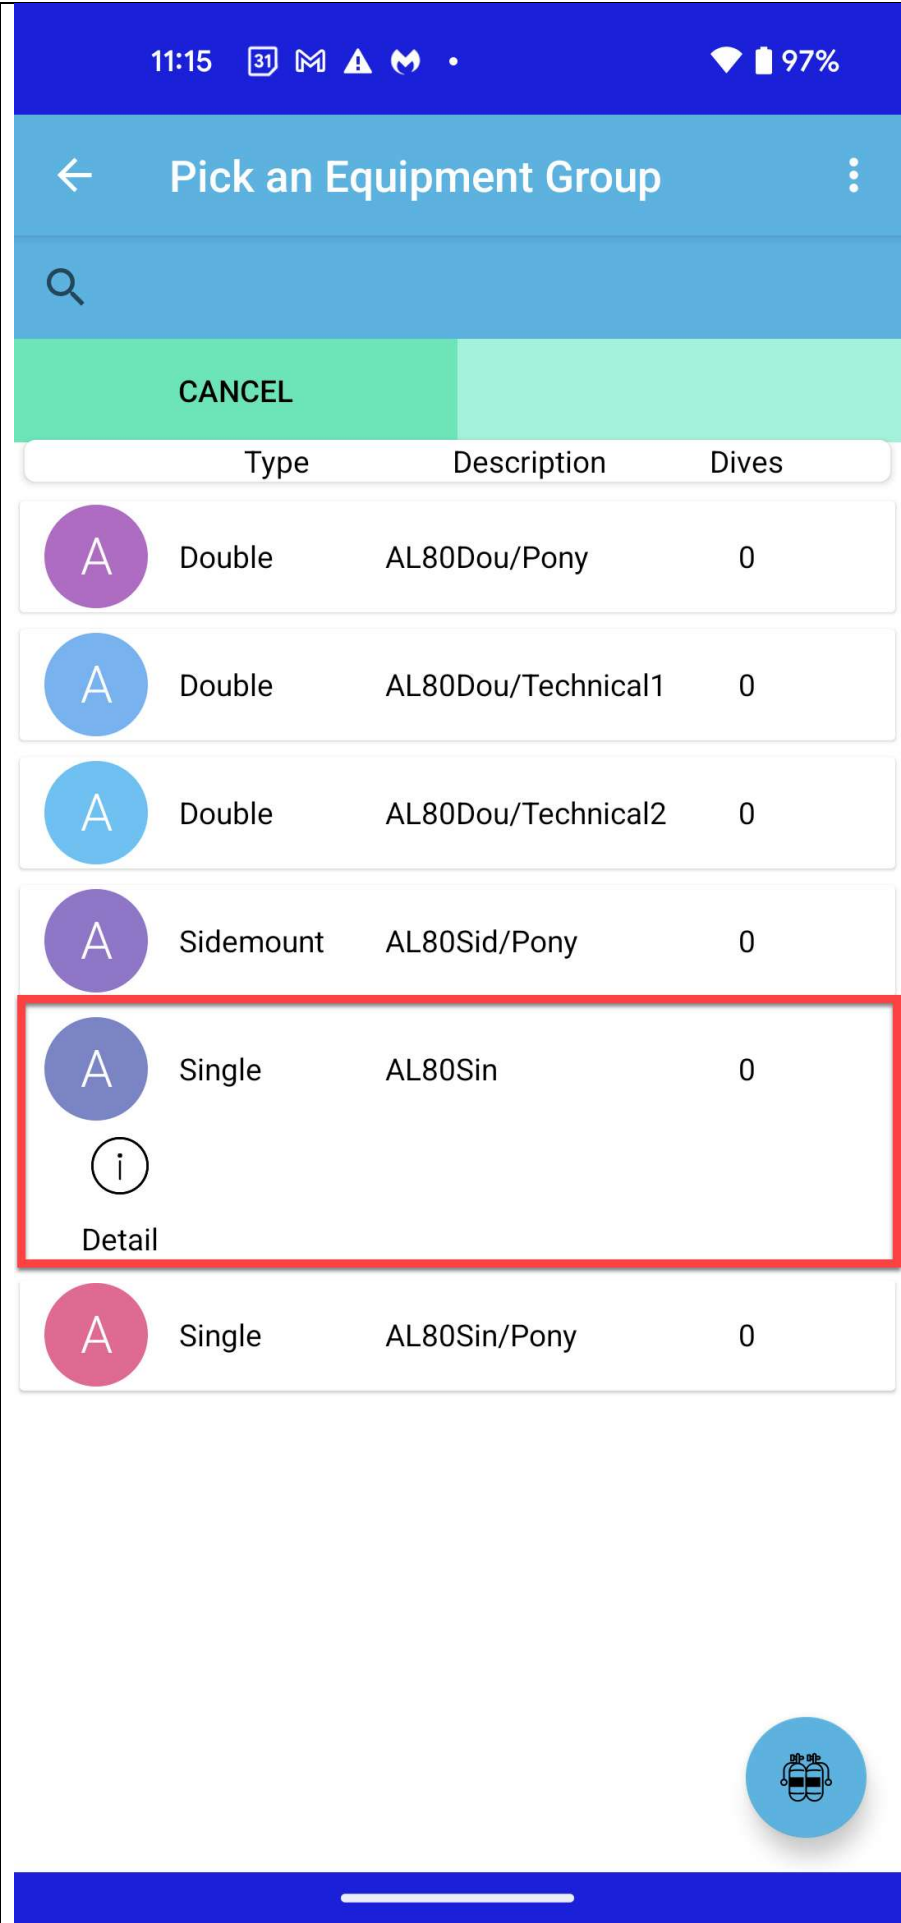 11:15 31 97%
Pick an Equipment Group
CANCEL
Type Description Dives
A Double AL80Dou/Pony 0
A Double AL80Dou/Technical1 0
A Double AL80Dou/Technical2 0
A Sidemount AL80Sid/Pony 0
A Single AL80Sin 0
i
Detail
A Single AL80Sin/Pony 0